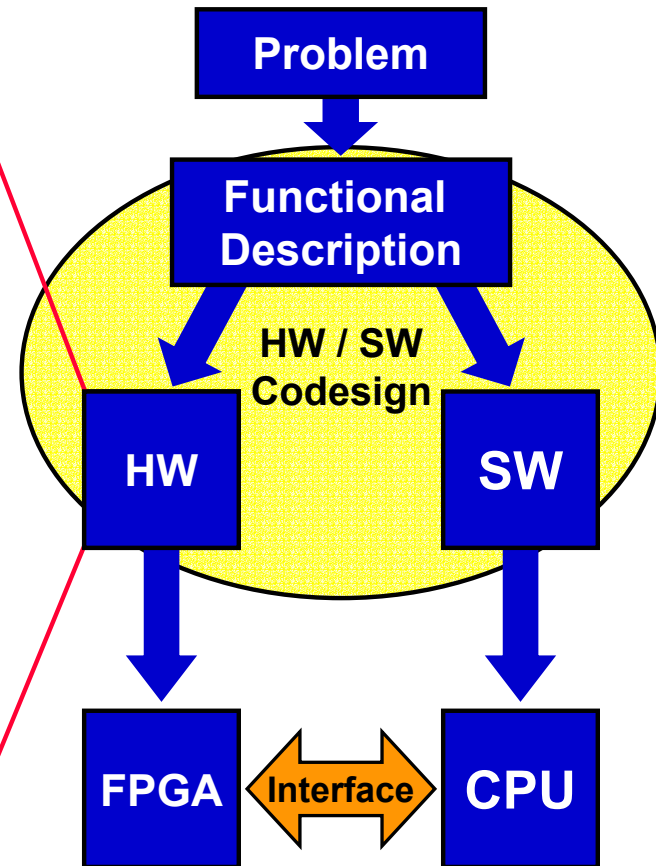 Problem
Functional
Description
HW / SW
Codesign
HW
SW
FPGA
Interface
CPU